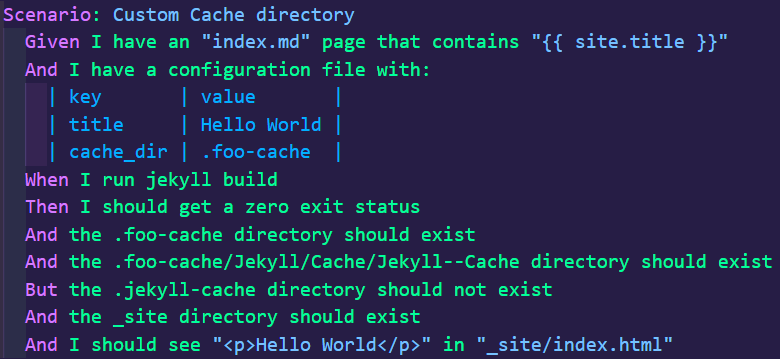 Scenario: Custom Cache directory
Given I have an "index.md" page that contains "{{ site.title }}"
And I have a configuration file with:
| key | value |
| title | Hello World |
| cache_dir | .foo-cache |
When I run jekyll build
Then I should get a zero exit status
And the .foo-cache directory should exist
And the .foo-cache/Jekyll/Cache/Jekyll--Cache directory should exist
But the .jekyll-cache directory should not exist
And the _site directory should exist
And I should see "<p>Hello World</p>" in "_site/index.html"